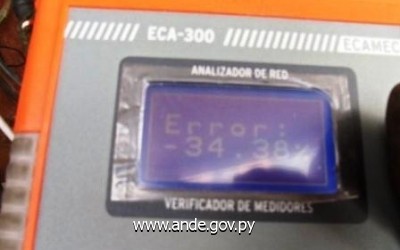 ECA-300
ECAMEC
ANALIZADOR DE RED
Error:
-34.38%
VERIFICADOR DE MEDIDORES
www.ande.gov.py